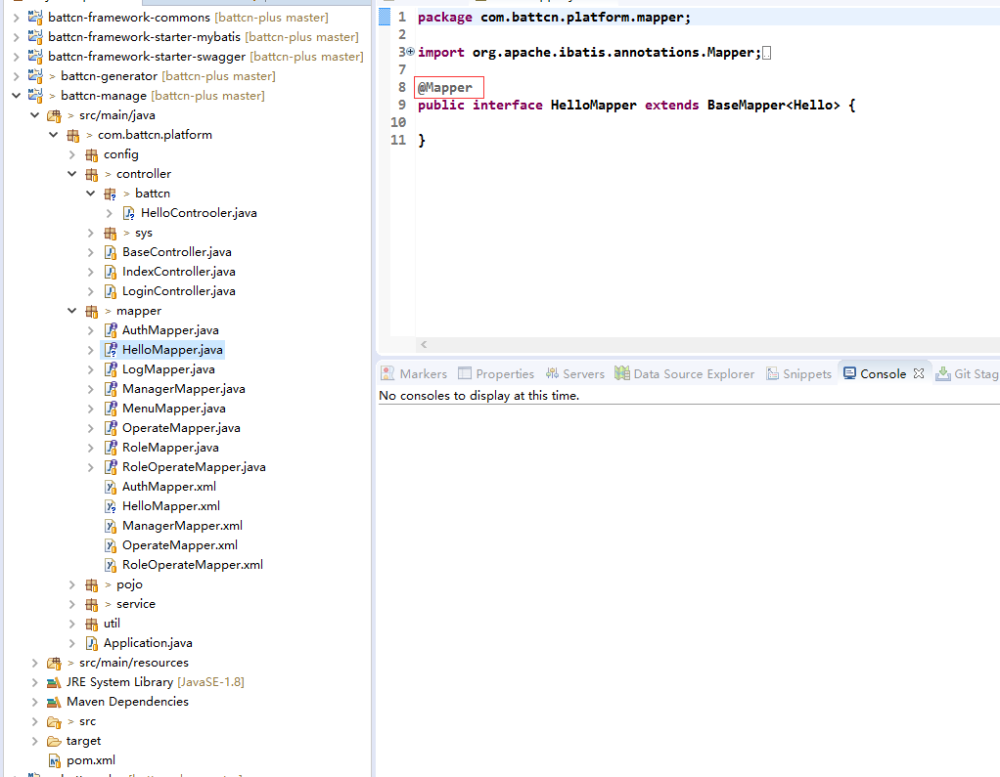 battcn-framework-commons [battcn-plus master]
battcn-framework-starter-mybatis [battcn-plus master]
battcn-framework-starter-swagger [battcn-plus master]
> battcn-generator [battcn-plus master]
> battcn-manage [battcn-plus master]
> src/main/java
> com.battcn.platform
config
> controller
> battcn
HelloControoler.java
> sys
BaseController.java
IndexController.java
LoginController.java
> mapper
AuthMapper.java
HelloMapper.java
LogMapper.java
ManagerMapper.java
MenuMapper.java
OperateMapper.java
RoleMapper.java
RoleOperateMapper.java
AuthMapper.xml
HelloMapper.xml
ManagerMapper.xml
OperateMapper.xml
RoleOperateMapper.xml
> pojo
> service
util
Application.java
> src/main/resources
JRE System Library [JavaSE-1.8]
Maven Dependencies
> src
target
pom.xml
1 package com.battcn.platform.mapper;
2
3 import org.apache.ibatis.annotations.Mapper;
7
8 @Mapper
9 public interface HelloMapper extends BaseMapper<Hello> {
10
11 }
Markers Properties Servers Data Source Explorer Snippets Console Git Stag
No consoles to display at this time.